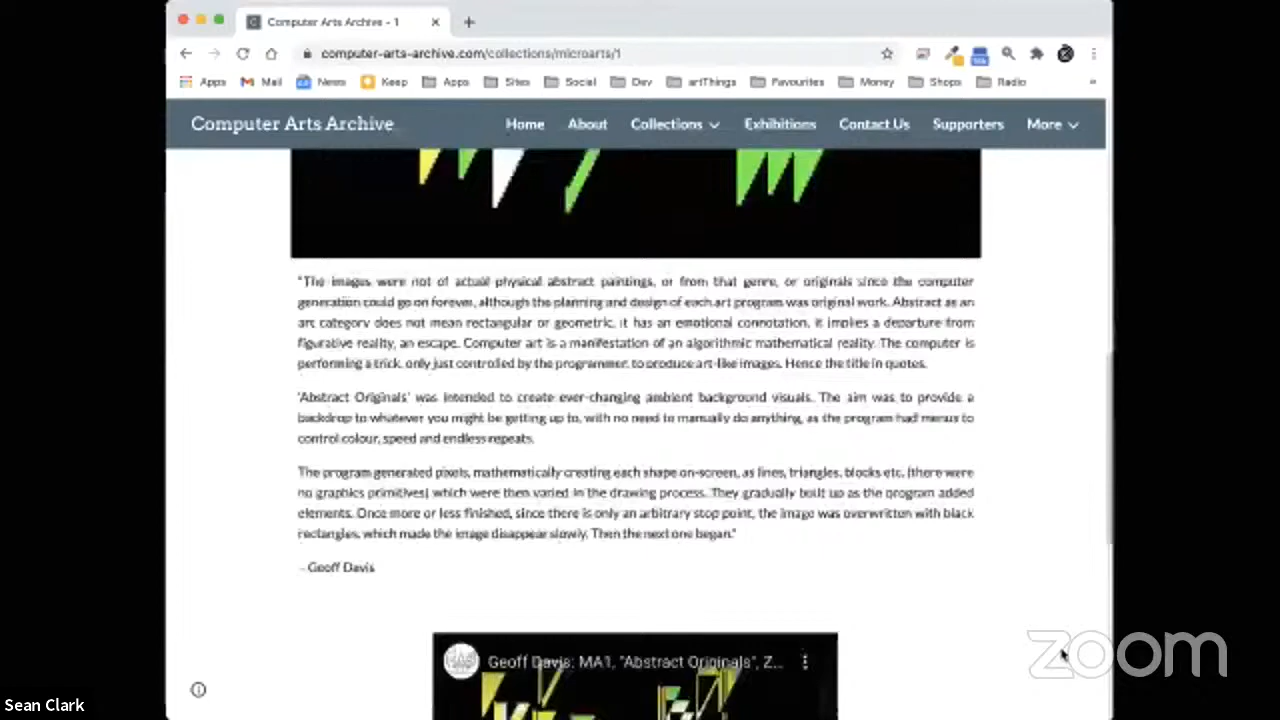 Computer Arts Archive - 1
computer-arts-archive.com/collections/microarts/1
Apps Mail News Keep Apps Sites Social Dev artThings Favourites Money Shops Radio »
Computer Arts Archive Home About Collections Exhibitions Contact Us Supporters More
"The images were not of actual physical abstract paintings, or from that genre, or originals since the computer
generation could go on forever, although the planning and design of each art program was original work. Abstract as an
art category does not mean rectangular or geometric, it has an emotional connotation, it implies a departure from
figurative reality, an escape. Computer art is a manifestation of an algorithmic mathematical reality. The computer is
performing a trick, only just controlled by the programmer, to produce art-like images. Hence the title in quotes.
'Abstract Originals' was intended to create ever-changing ambient background visuals. The aim was to provide a
backdrop to whatever you might be getting up to, with no need to manually do anything, as the program had menus to
control colour, speed and endless repeats.
The program generated pixels, mathematically creating each shape on-screen, as lines, triangles, blocks etc. (there were
no graphics primitives) which were then varied in the drawing process. They gradually built up as the program added
elements. Once more or less finished, since there is only an arbitrary stop point, the image was overwritten with black
rectangles, which made the image disappear slowly. Then the next one began."
- Geoff Davis
Geoff Davis: MA1, "Abstract Originals", Z...
zoom
Sean Clark